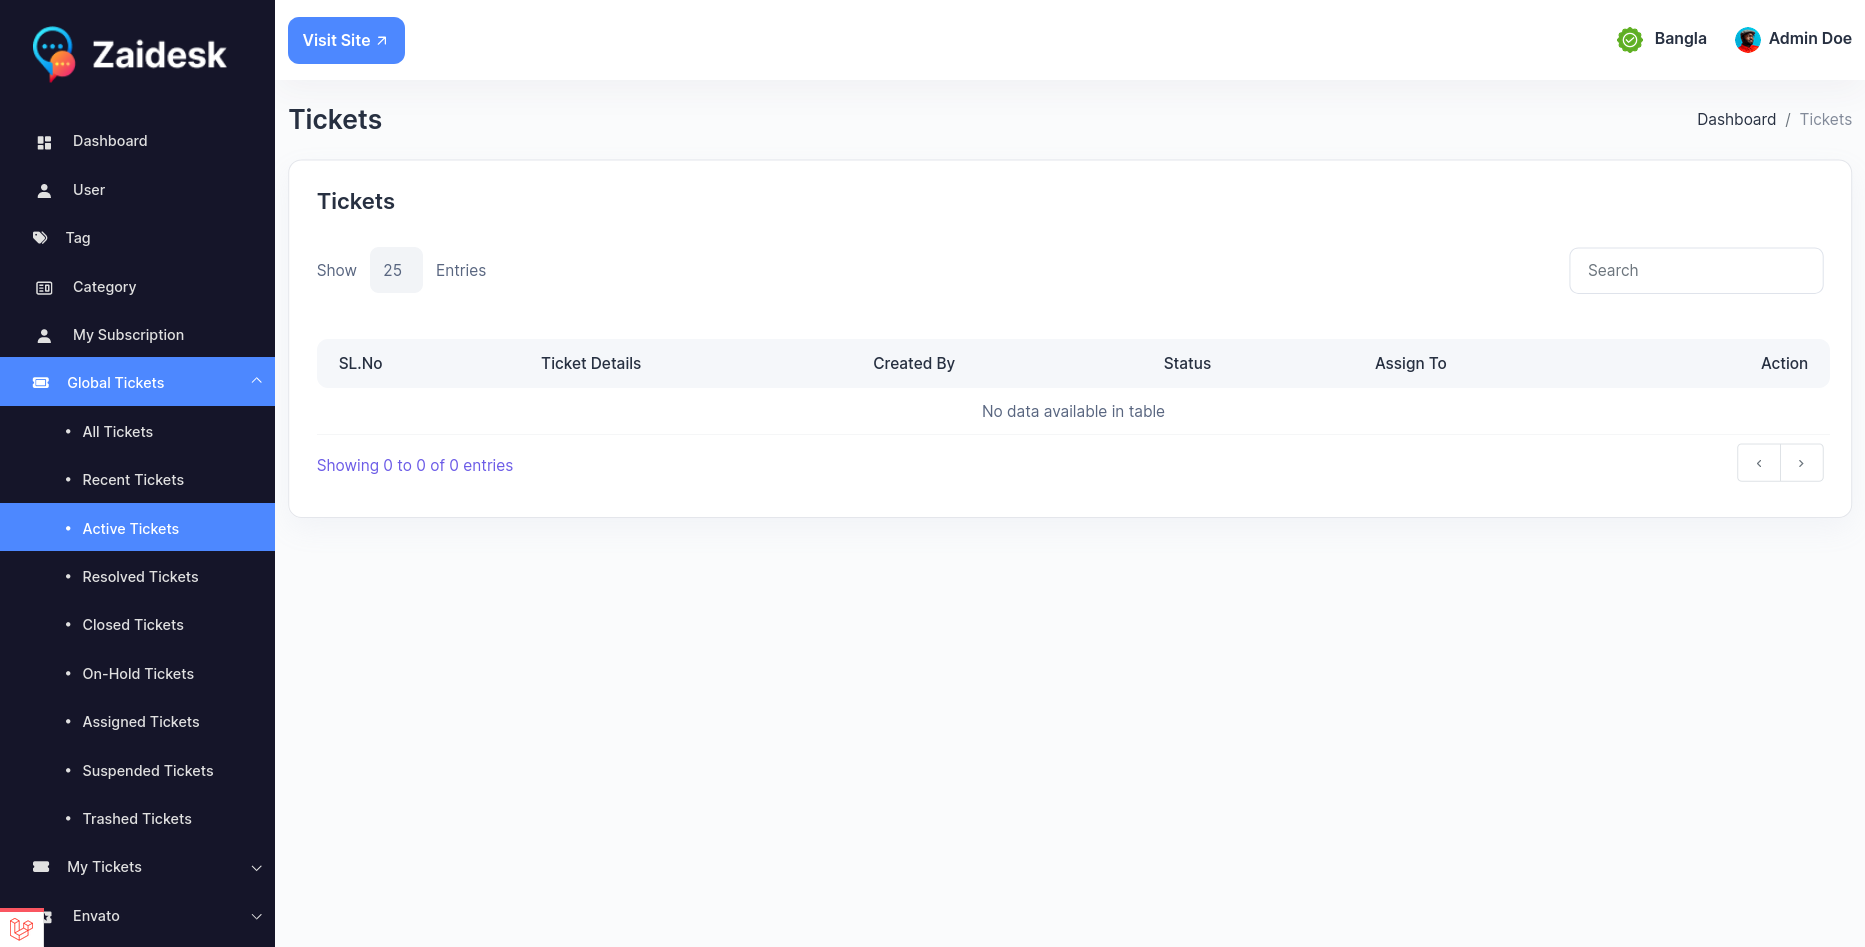 Zaidesk
Dashboard
User
Tag
Category
My Subscription
Global Tickets
All Tickets
Recent Tickets
Active Tickets
Resolved Tickets
Closed Tickets
On-Hold Tickets
Assigned Tickets
Suspended Tickets
Trashed Tickets
My Tickets
Envato
Visit Site
Bangla
Admin Doe
Tickets
Dashboard / Tickets
Tickets
Show 25 Entries
Search
SL.No Ticket Details Created By Status Assign To Action
No data available in table
Showing 0 to 0 of 0 entries
‹ ›